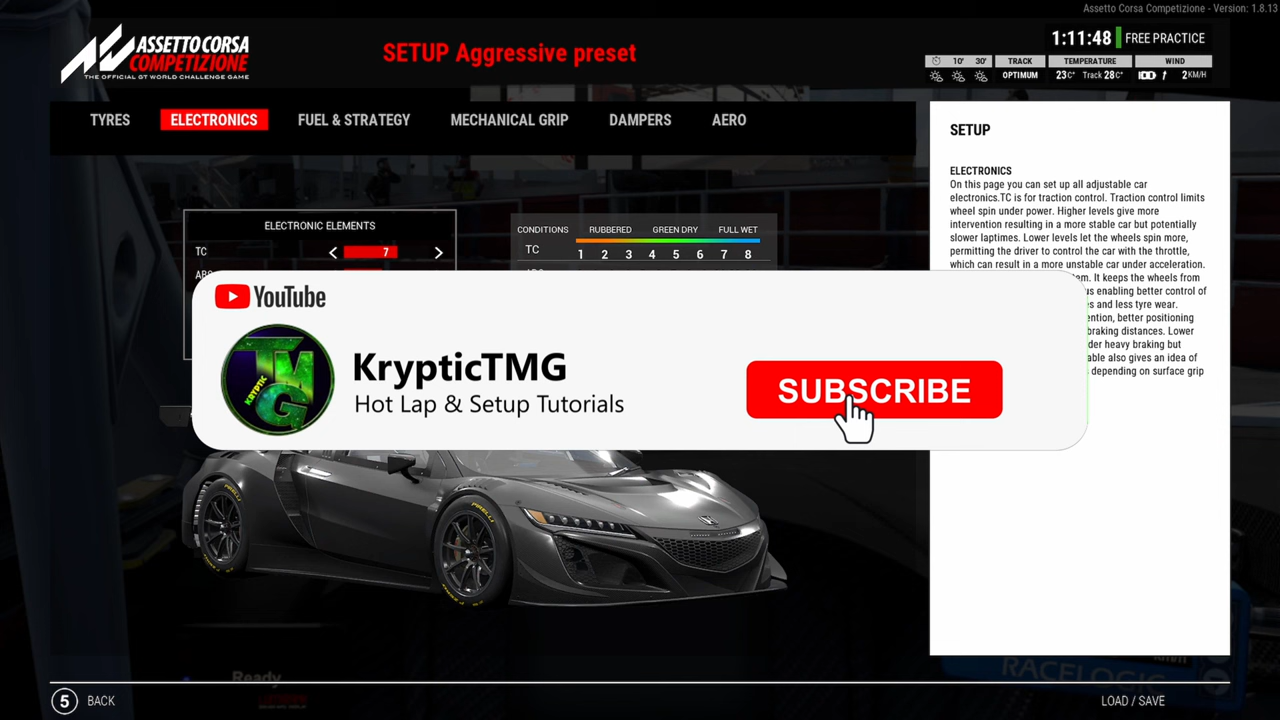 Assetto Corsa Competizione - Version: 1.8.13
ASSETTO CORSA
COMPETIZIONE
THE OFFICIAL GT WORLD CHALLENGE GAME
SETUP Aggressive preset
1:11:48 FREE PRACTICE
10' 30' TRACK TEMPERATURE WIND
OPTIMUM 23C° Track 28C° 2KM/H
TYRES ELECTRONICS FUEL & STRATEGY MECHANICAL GRIP DAMPERS AERO
ELECTRONIC ELEMENTS
TC 7
CONDITIONS RUBBERED GREEN DRY FULL WET
TC 1 2 3 4 5 6 7 8
SETUP
ELECTRONICS
On this page you can set up all adjustable car
electronics.TC is for traction control. Traction control limits
wheel spin under power. Higher levels give more
intervention resulting in a more stable car but potentially
slower laptimes. Lower levels let the wheels spin more,
permitting the driver to control the car with the throttle,
which can result in a more unstable car under acceleration.
It keeps the wheels from
enabling better control of
and less tyre wear.
better positioning
braking distances. Lower
heavy braking but
also gives an idea of
depending on surface grip
YouTube
KRYPTIC
TMG
KrypticTMG
Hot Lap & Setup Tutorials
SUBSCRIBE
PIRELLI
PIRELLI
Ready
RACELOGIC
5 BACK
LOAD / SAVE